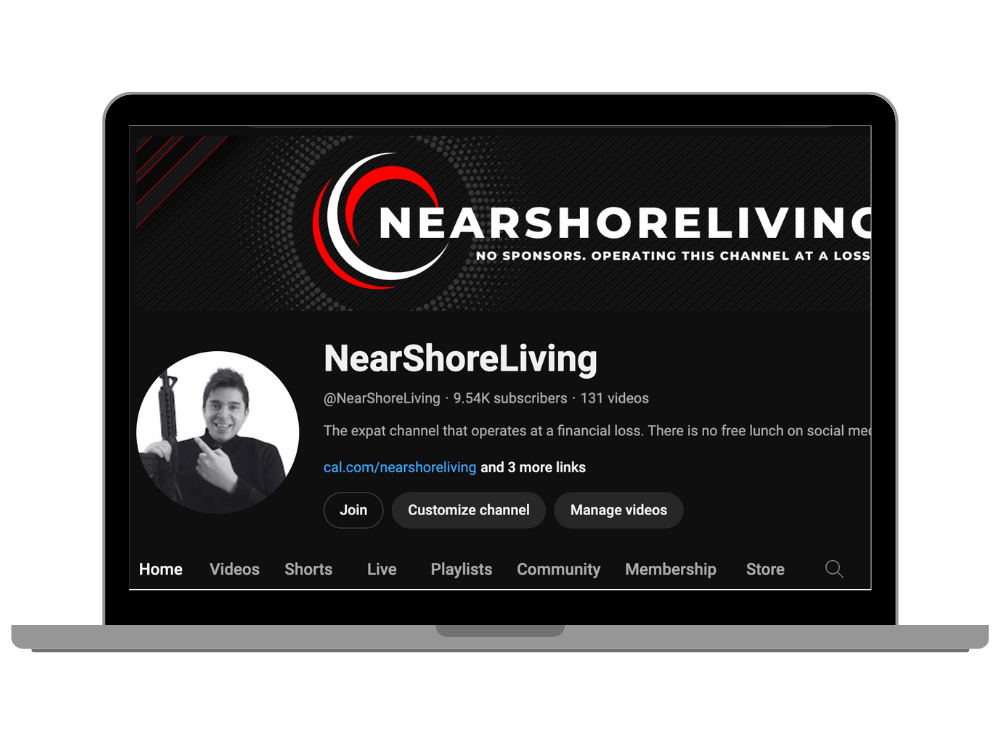 NEARSHORELIVING
NO SPONSORS. OPERATING THIS CHANNEL AT A LOSS
NearShoreLiving
@NearShoreLiving · 9.54K subscribers · 131 videos
The expat channel that operates at a financial loss. There is no free lunch on social med
cal.com/nearshoreliving and 3 more links
Join Customize channel Manage videos
Home Videos Shorts Live Playlists Community Membership Store